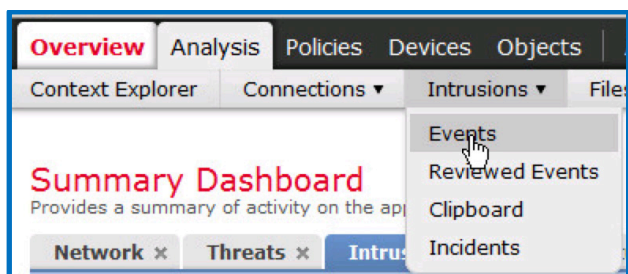 Overview Analysis Policies Devices Objects
Context Explorer Connections Intrusions
Events
Reviewed Events
Summary Dashboard
Provides a summary of activity on the
Clipboard
Network × Threats ×
Incidents